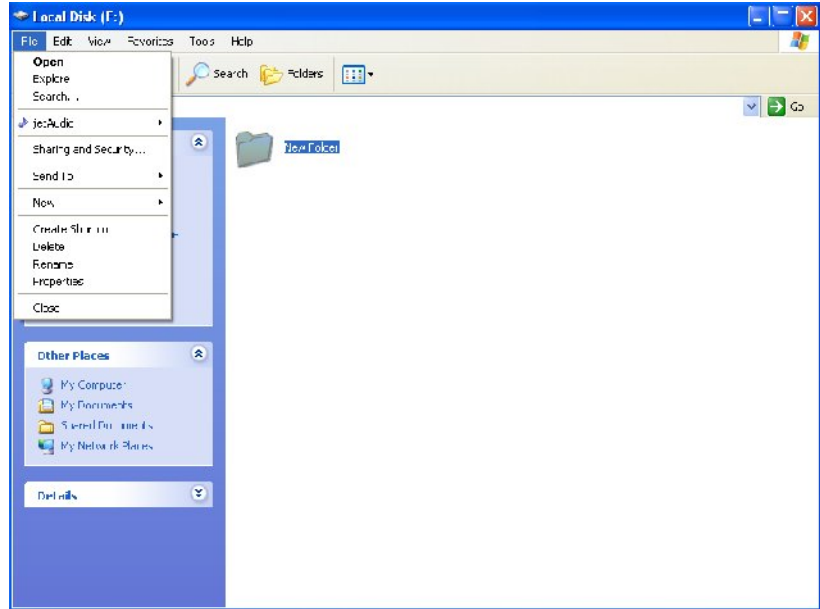 Local Disk (F:)
File Edit View Favorites Tools Help
Search Folders
Go
Open
Explore
Search...
jetAudio
Sharing and Security...
Send To
New
Create Shortcut
Delete
Rename
Properties
Close
New Folder
Other Places
My Computer
My Documents
Shared Documents
My Network Places
Details